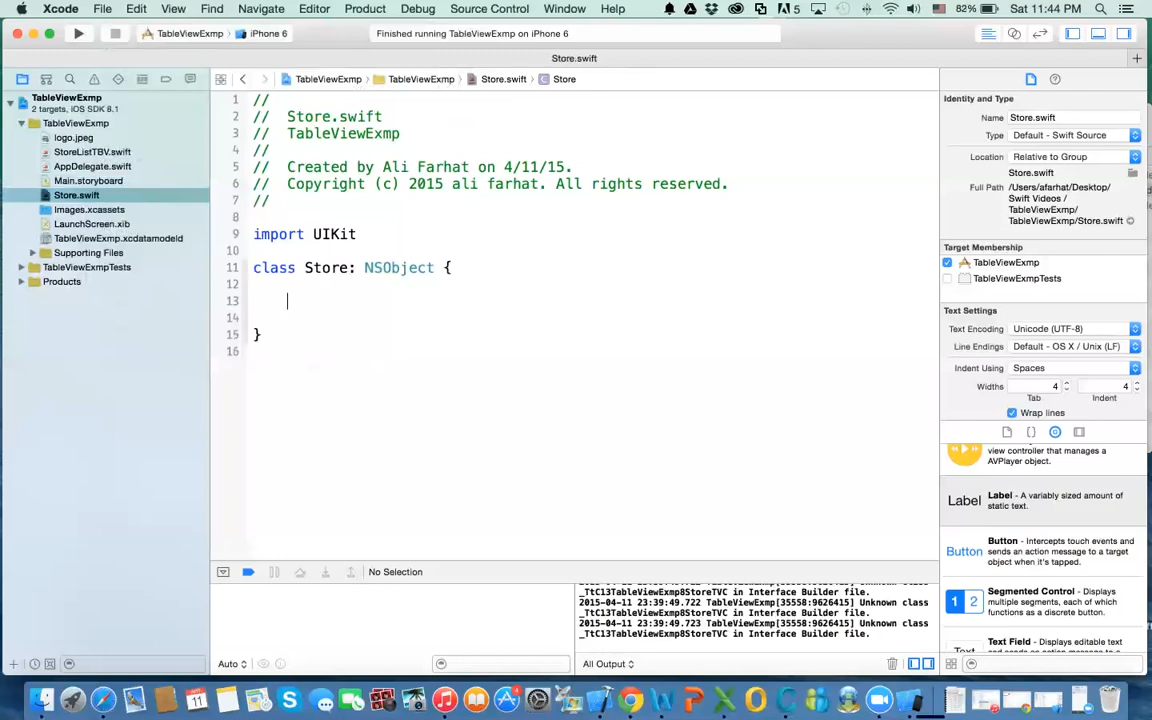 Xcode File Edit View Find Navigate Editor Product Debug Source Control Window Help 5 82% Sat 11:44 PM
TableViewExmp iPhone 6 Finished running TableViewExmp on iPhone 6
Store.swift
TableViewExmp TableViewExmp Store.swift Store
TableViewExmp
2 targets, iOS SDK 8.1
TableViewExmp
logo.jpeg
StoreListTBV.swift
AppDelegate.swift
Main.storyboard
Store.swift
Images.xcassets
LaunchScreen.xib
TableViewExmp.xcdatamodeld
Supporting Files
TableViewExmpTests
Products
1 //
2 // Store.swift
3 // TableViewExmp
4 //
5 // Created by Ali Farhat on 4/11/15.
6 // Copyright (c) 2015 ali farhat. All rights reserved.
7 //
8
9 import UIKit
10
11 class Store: NSObject {
12
13
14
15 }
16
Identity and Type
Name Store.swift
Type Default - Swift Source
Location Relative to Group
Store.swift
Full Path /Users/afarhat/Desktop/
Swift Videos /
TableViewExmp/
TableViewExmp/Store.swift
Target Membership
TableViewExmp
TableViewExmpTests
Text Settings
Text Encoding Unicode (UTF-8)
Line Endings Default - OS X / Unix (LF)
Indent Using Spaces
Widths 4 4
Tab Indent
Wrap lines
view controller that manages a
AVPlayer object.
Label Label - A variably sized amount of
static text.
Button Button - Intercepts touch events and
sends an action message to a target
object when it's tapped.
1 2 Segmented Control - Displays
multiple segments, each of which
functions as a discrete button.
Text Text Field - Displays editable text
No Selection
_TtC13TableViewExmp8StoreTVC in Interface Builder file.
2015-04-11 23:39:49.722 TableViewExmp[35558:9626415] Unknown class
_TtC13TableViewExmp8StoreTVC in Interface Builder file.
2015-04-11 23:39:49.723 TableViewExmp[35558:9626415] Unknown class
_TtC13TableViewExmp8StoreTVC in Interface Builder file.
Auto All Output